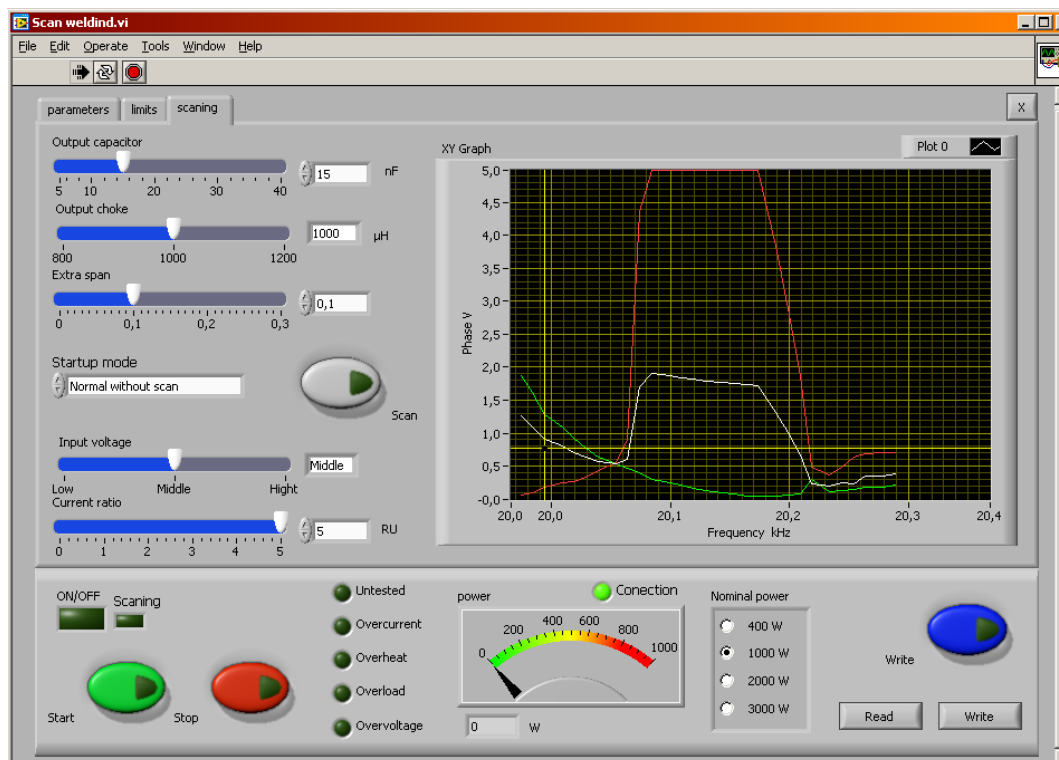 Scan weldind.vi
File Edit Operate Tools Window Help
parameters limits scaning X
Output capacitor
5 10 20 30 40
15 nF
Output choke
800 1000 1200
1000 µH
Extra span
0 0,1 0,2 0,3
0,1
Startup mode
Normal without scan
Scan
Input voltage
Low Middle Hight
Middle
Current ratio
0 1 2 3 4 5
5 RU
XY Graph
Plot 0
Phase V
5,0
4,5
4,0
3,5
3,0
2,5
2,0
1,5
1,0
0,5
-0,0
20,0 20,0 20,1 20,2 20,3 20,4
Frequency kHz
ON/OFF Scaning
Start Stop
Untested
Overcurrent
Overheat
Overload
Overvoltage
power
Conection
0 200 400 600 800 1000
0 W
Nominal power
400 W
1000 W
2000 W
3000 W
Write
Read Write